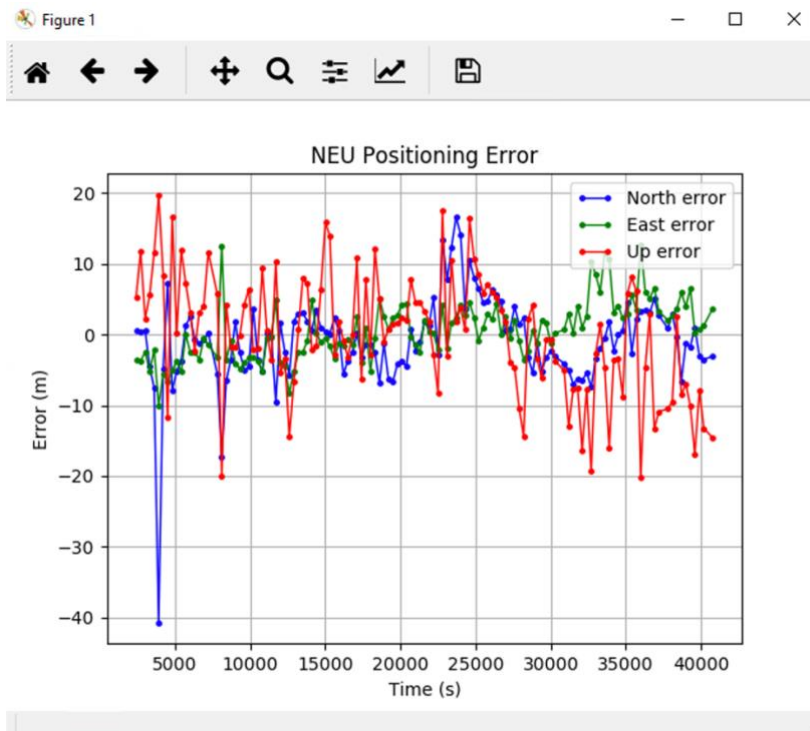 Figure 1
NEU Positioning Error
North error
East error
Up error
20
10
0
−10
−20
−30
−40
Error (m)
5000 10000 15000 20000 25000 30000 35000 40000
Time (s)